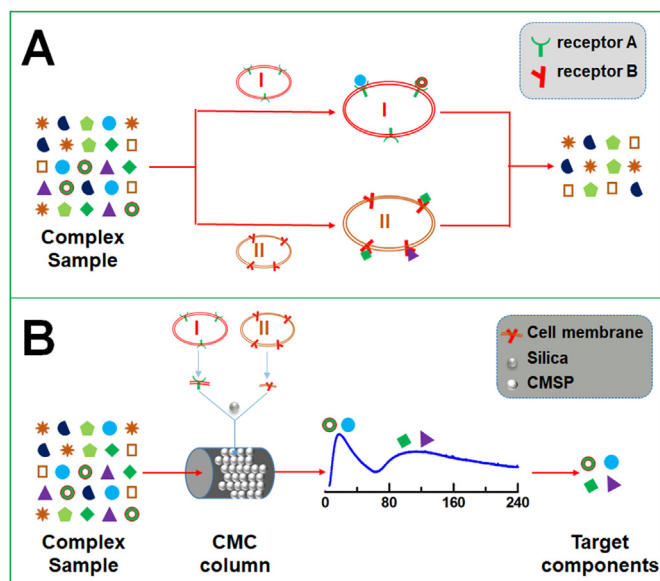 A
receptor A
receptor B
I
I
II
II
Complex
Sample
B
I
II
Cell membrane
Silica
CMSP
0
80
160
240
Complex
Sample
CMC
column
Target
components